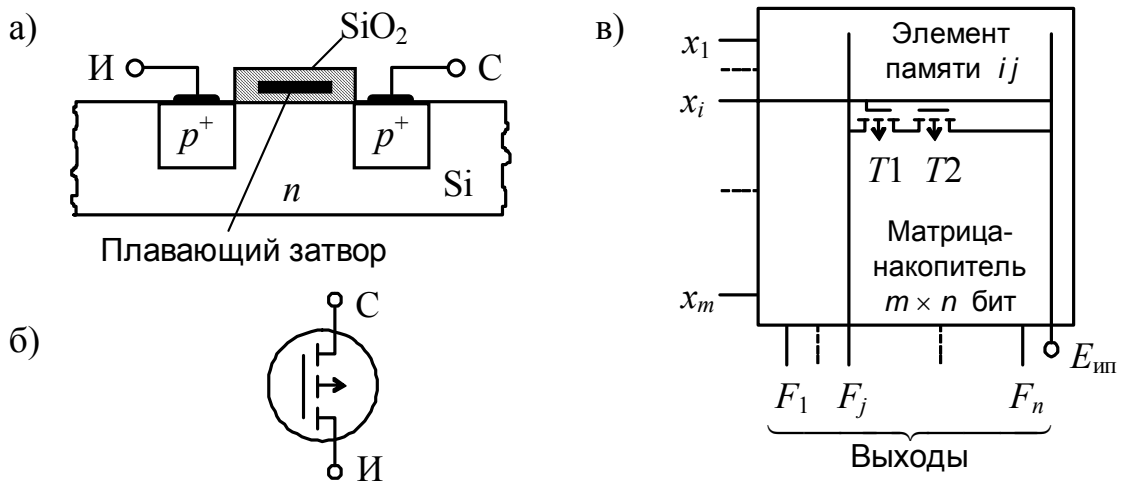 а)
SiO₂
И
С
p⁺
p⁺
n
Si
Плавающий затвор
б)
С
И
в)
x₁
Элемент
памяти ij
xᵢ
T1 T2
Матрица-
накопитель
m × n бит
xₘ
Eип
F₁ Fⱼ Fₙ
Выходы